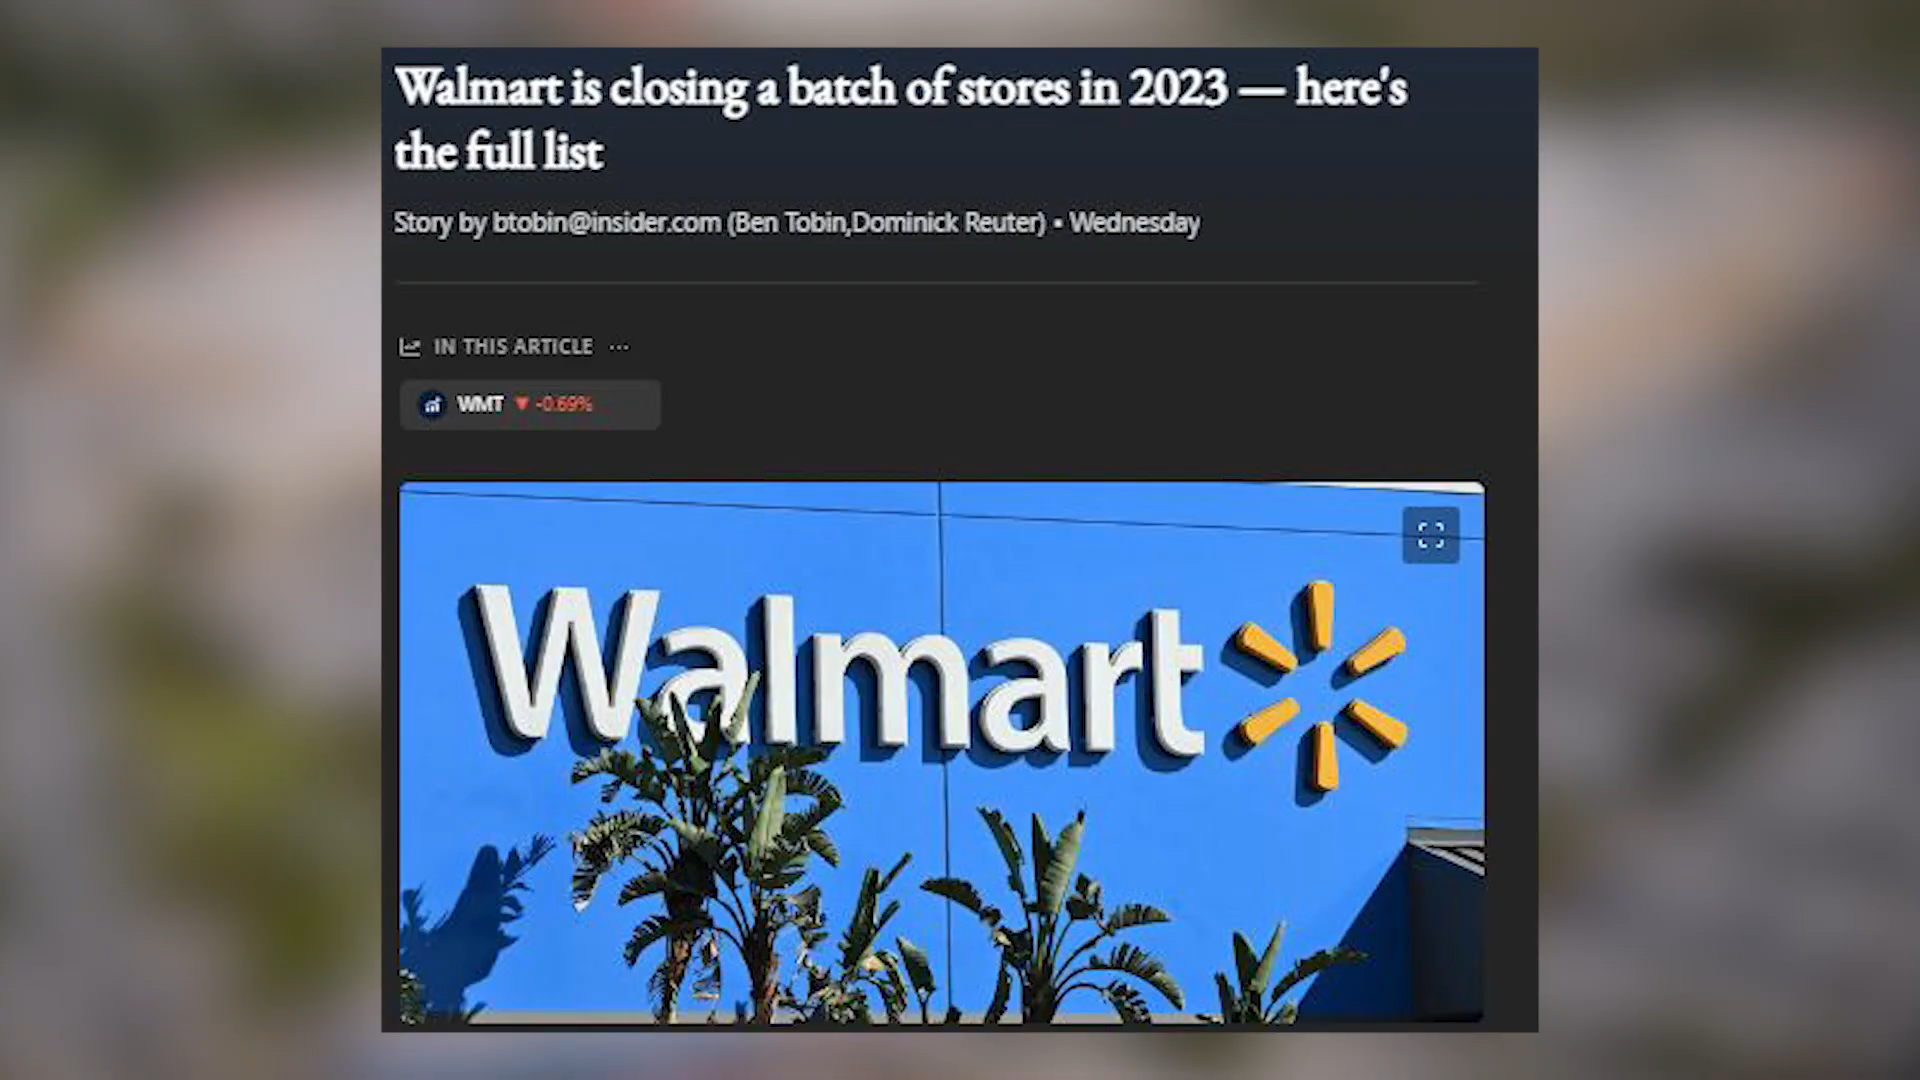 Walmart is closing a batch of stores in 2023 — here's
the full list
Story by btobin@insider.com (Ben Tobin,Dominick Reuter) • Wednesday
IN THIS ARTICLE ...
WMT ▼ -0.69%
Walmart